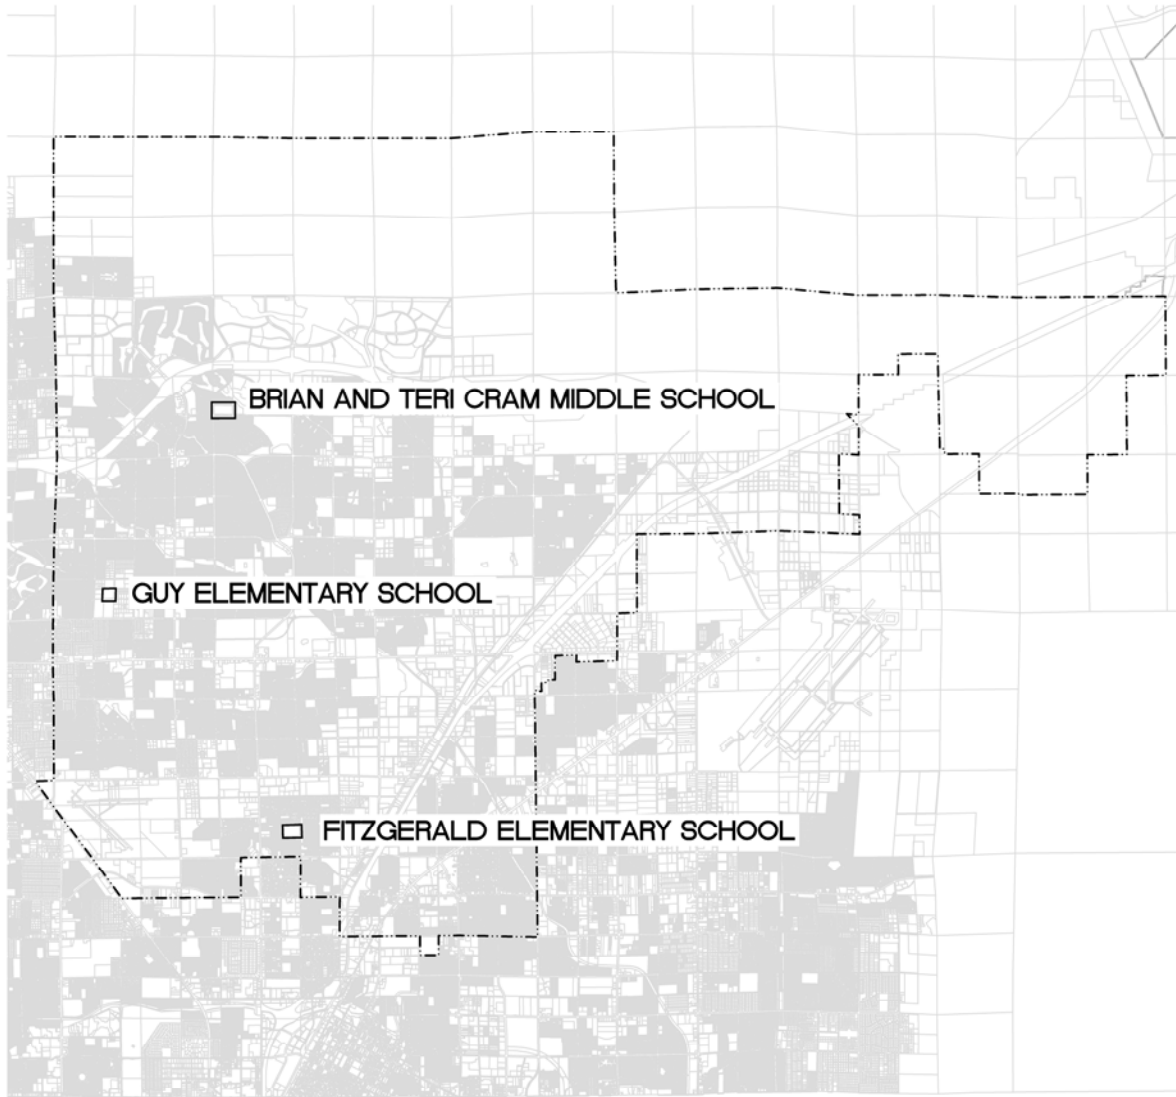 BRIAN AND TERI CRAM MIDDLE SCHOOL
GUY ELEMENTARY SCHOOL
FITZGERALD ELEMENTARY SCHOOL